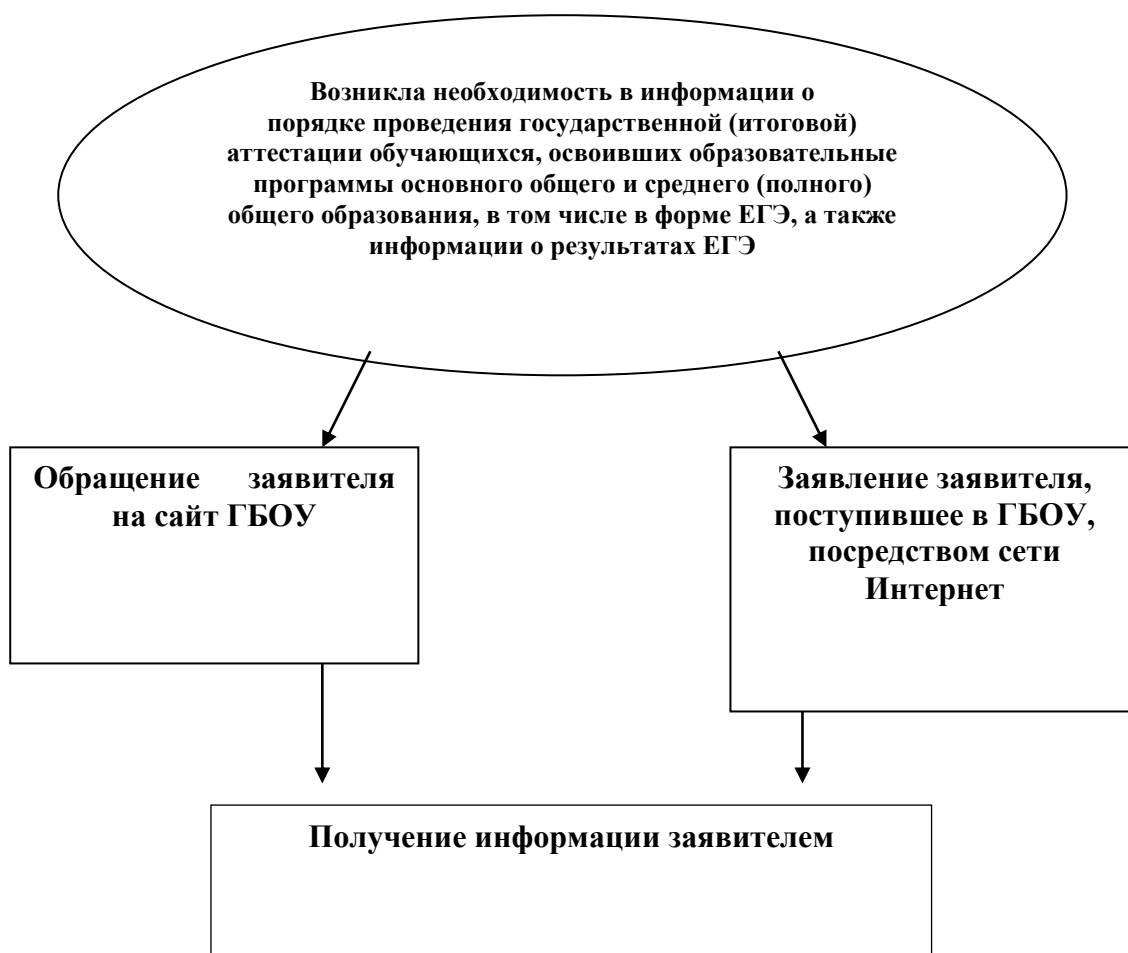 Возникла необходимость в информации о
порядке проведения государственной (итоговой)
аттестации обучающихся, освоивших образовательные
программы основного общего и среднего (полного)
общего образования, в том числе в форме ЕГЭ, а также
информации о результатах ЕГЭ
Обращение заявителя
на сайт ГБОУ
Заявление заявителя,
поступившее в ГБОУ,
посредством сети
Интернет
Получение информации заявителем